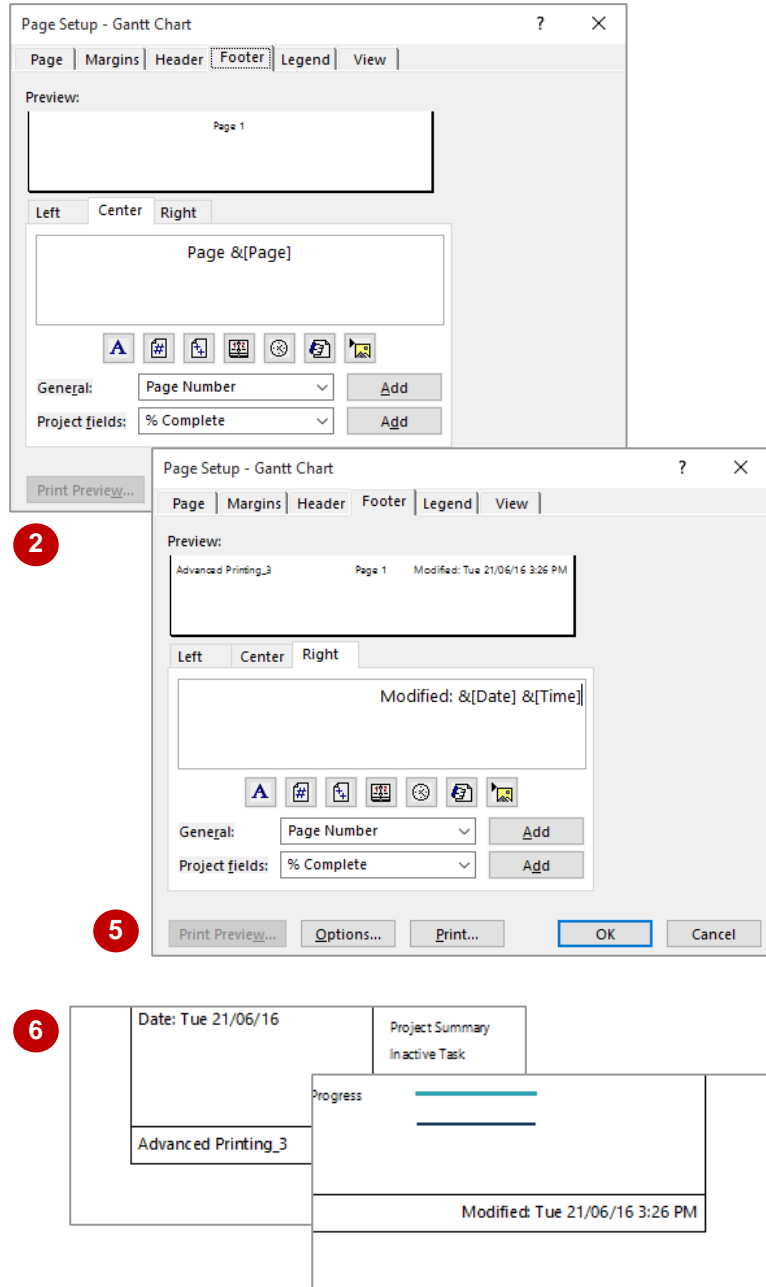 Page Setup - Gantt Chart ? ×
Page Margins Header Footer Legend View
Preview:
Page 1
Left Center Right
Page &[Page]
General: Page Number Add
Project fields: % Complete Add
Print Preview...
2
Page Setup - Gantt Chart ? ×
Page Margins Header Footer Legend View
Preview:
Advanced Printing_3 Page 1 Modified: Tue 21/06/16 3:26 PM
Left Center Right
Modified: &[Date] &[Time]
General: Page Number Add
Project fields: % Complete Add
5
Print Preview... Options... Print... OK Cancel
6
Date: Tue 21/06/16
Project Summary
Inactive Task
Progress
Advanced Printing_3
Modified: Tue 21/06/16 3:26 PM